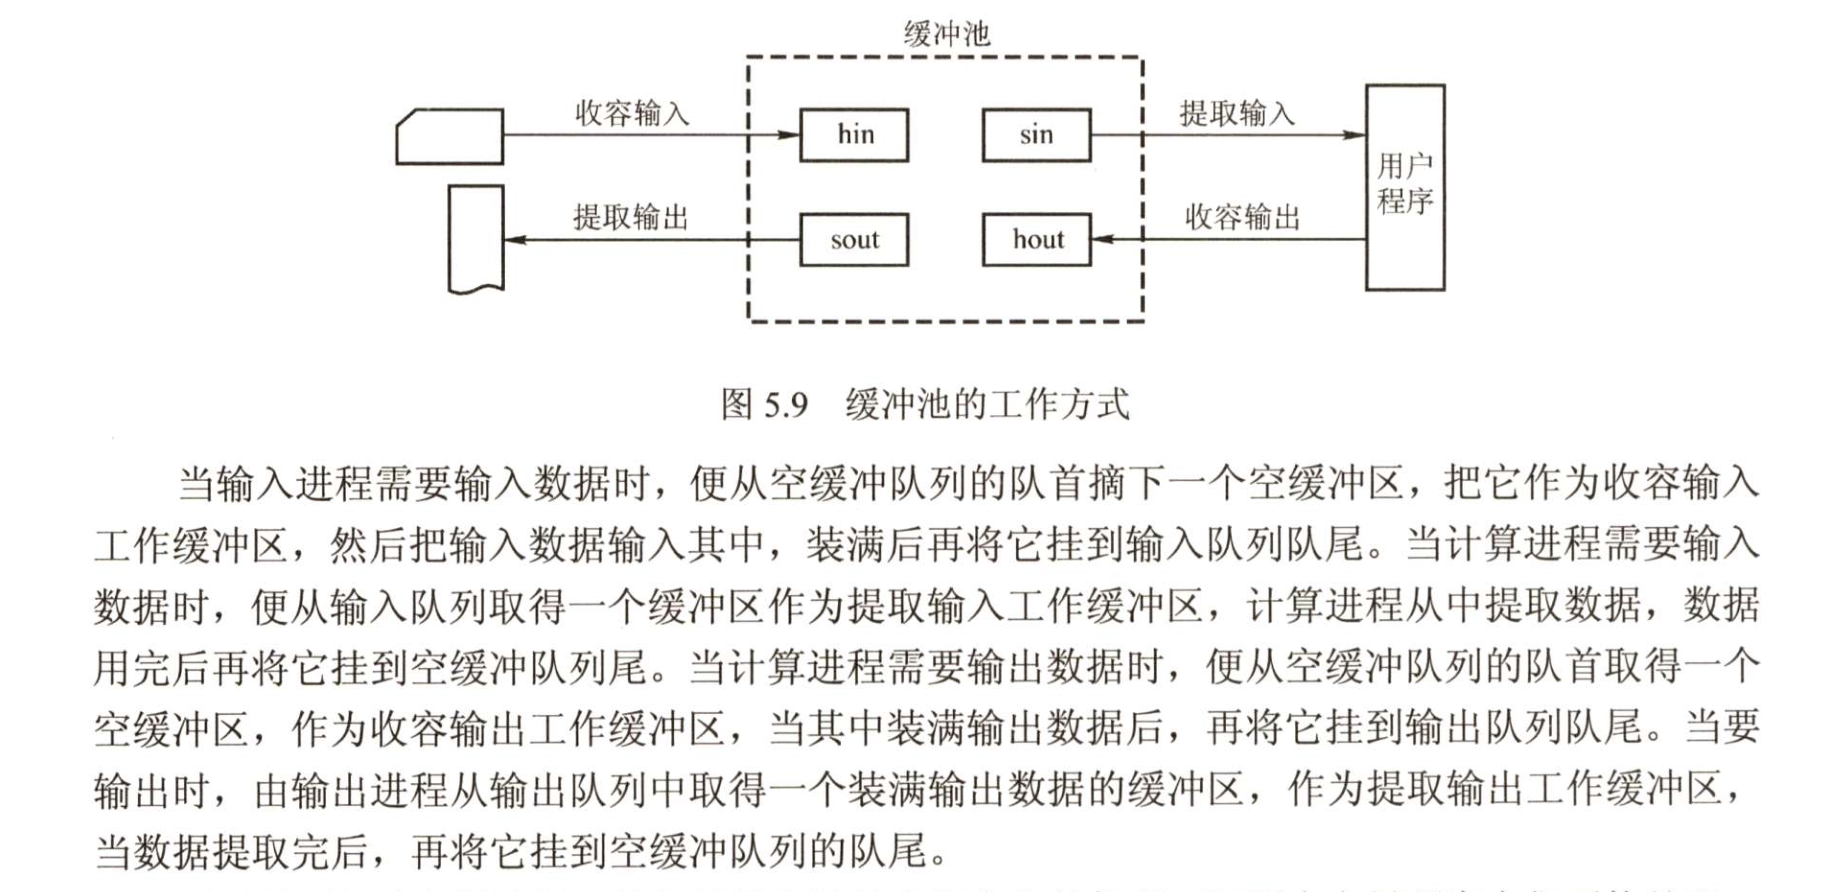 缓冲池
收容输入
hin
sin
提取输入
用户
程序
提取输出
sout
hout
收容输出
图 5.9 缓冲池的工作方式
当输入进程需要输入数据时，便从空缓冲队列的队首摘下一个空缓冲区，把它作为收容输入
工作缓冲区，然后把输入数据输入其中，装满后再将它挂到输入队列队尾。当计算进程需要输入
数据时，便从输入队列取得一个缓冲区作为提取输入工作缓冲区，计算进程从中提取数据，数据
用完后再将它挂到空缓冲队列尾。当计算进程需要输出数据时，便从空缓冲队列的队首取得一个
空缓冲区，作为收容输出工作缓冲区，当其中装满输出数据后，再将它挂到输出队列队尾。当要
输出时，由输出进程从输出队列中取得一个装满输出数据的缓冲区，作为提取输出工作缓冲区，
当数据提取完后，再将它挂到空缓冲队列的队尾。